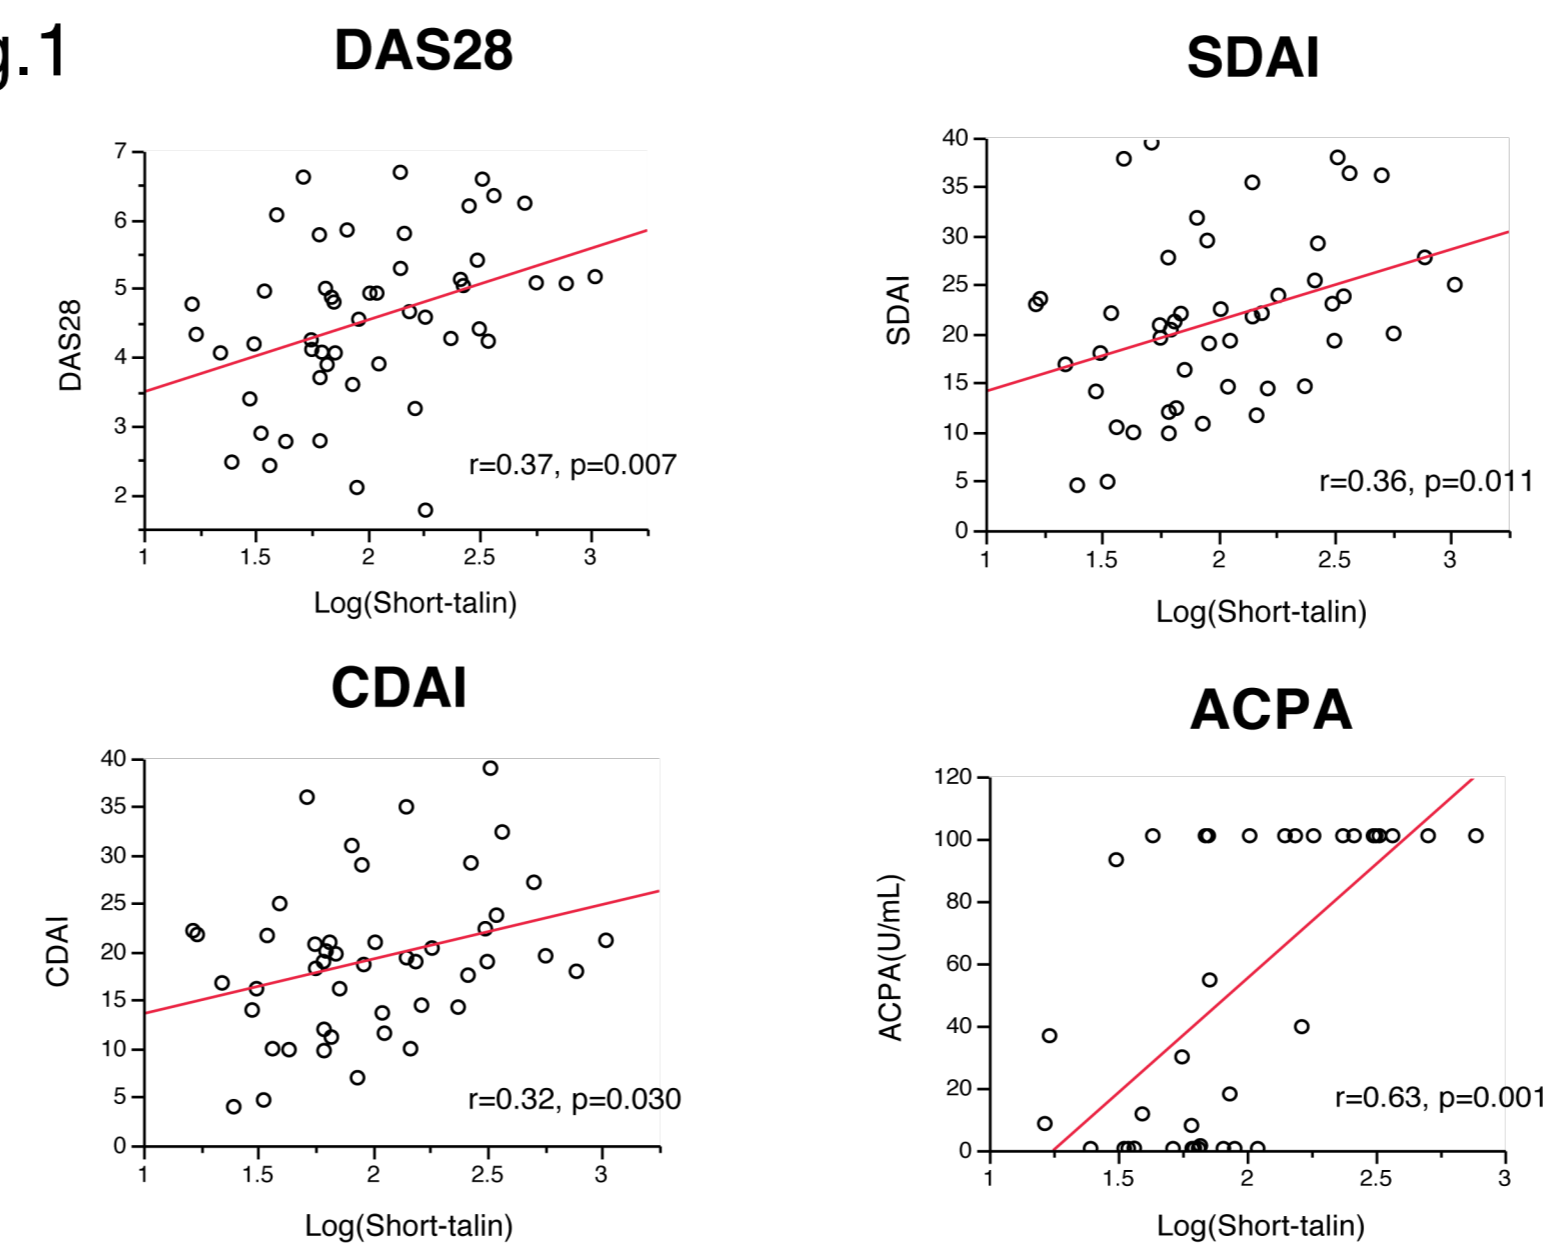 g.1
DAS28
SDAI
7
6
5
4
3
2
DAS28
r=0.37, p=0.007
1 1.5 2 2.5 3
Log(Short-talin)
40
35
30
25
20
15
10
5
0
SDAI
r=0.36, p=0.011
1 1.5 2 2.5 3
Log(Short-talin)
CDAI
ACPA
40
35
30
25
20
15
10
5
0
CDAI
r=0.32, p=0.030
1 1.5 2 2.5 3
Log(Short-talin)
120
100
80
60
40
20
0
ACPA(U/mL)
r=0.63, p=0.001
1 1.5 2 2.5 3
Log(Short-talin)